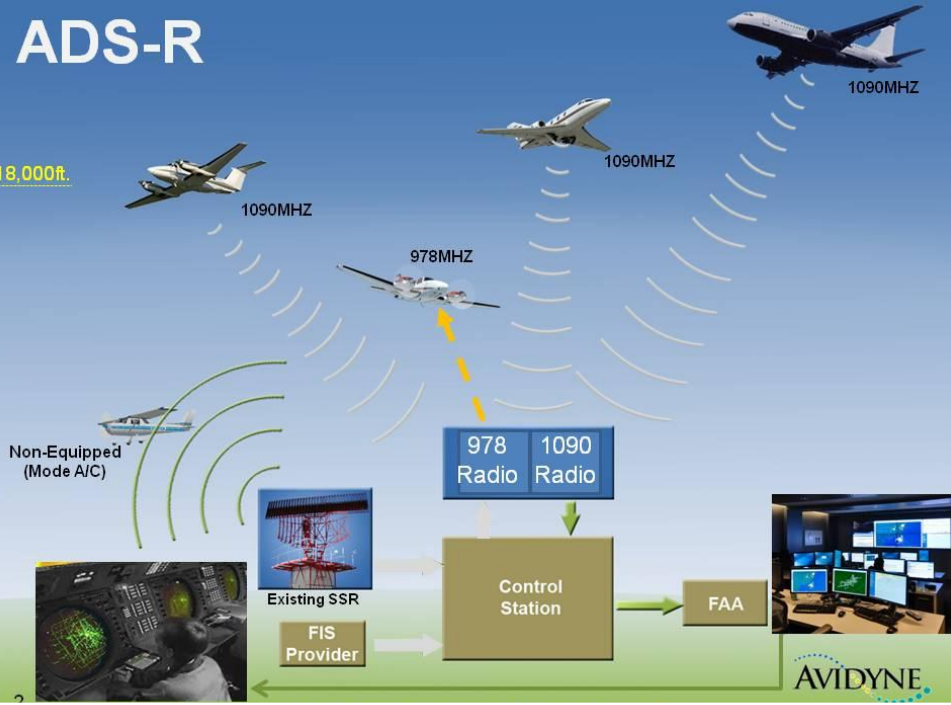 ADS-R
1090MHZ
1090MHZ
18,000ft.
1090MHZ
978MHZ
Non-Equipped
(Mode A/C)
978
Radio
1090
Radio
Existing SSR
Control
Station
FAA
FIS
Provider
AVIDYNE
2